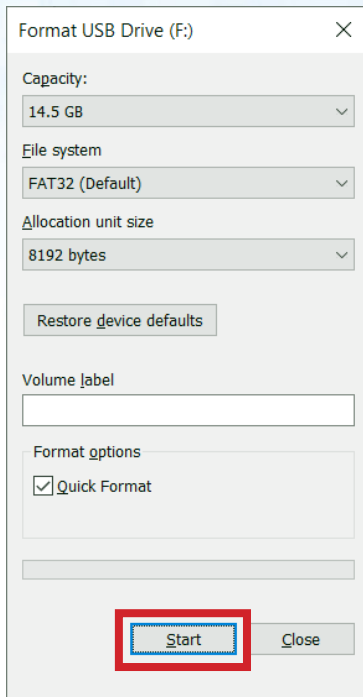 Format USB Drive (F:)
Capacity:
14.5 GB
File system
FAT32 (Default)
Allocation unit size
8192 bytes
Restore device defaults
Volume label
Format options
Quick Format
Start Close